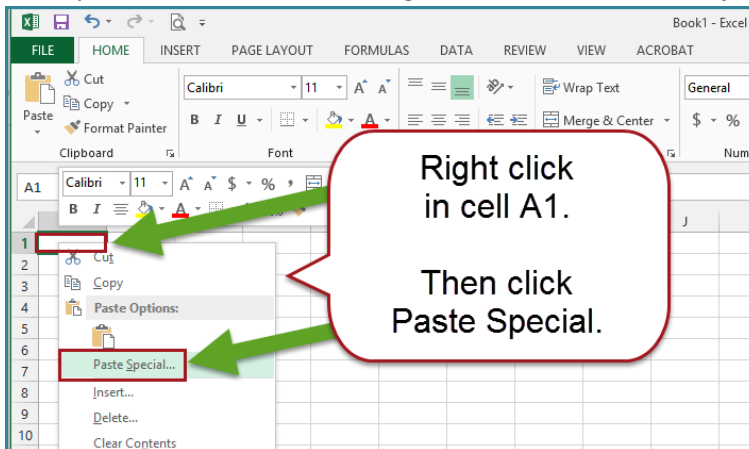 Book1 - Excel
FILE HOME INSERT PAGE LAYOUT FORMULAS DATA REVIEW VIEW ACROBAT
Cut
Calibri 11 A A Wrap Text General
Copy
Paste
Format Painter
B I U A Merge & Center $ %
Clipboard Font Num
A1
Calibri 11 A A $ % ,
B I A
J
1
2
3
4
5
6
7
8
9
10
Cut
Copy
Paste Options:
Paste Special...
Insert...
Delete...
Clear Contents
Right click
in cell A1.
Then click
Paste Special.